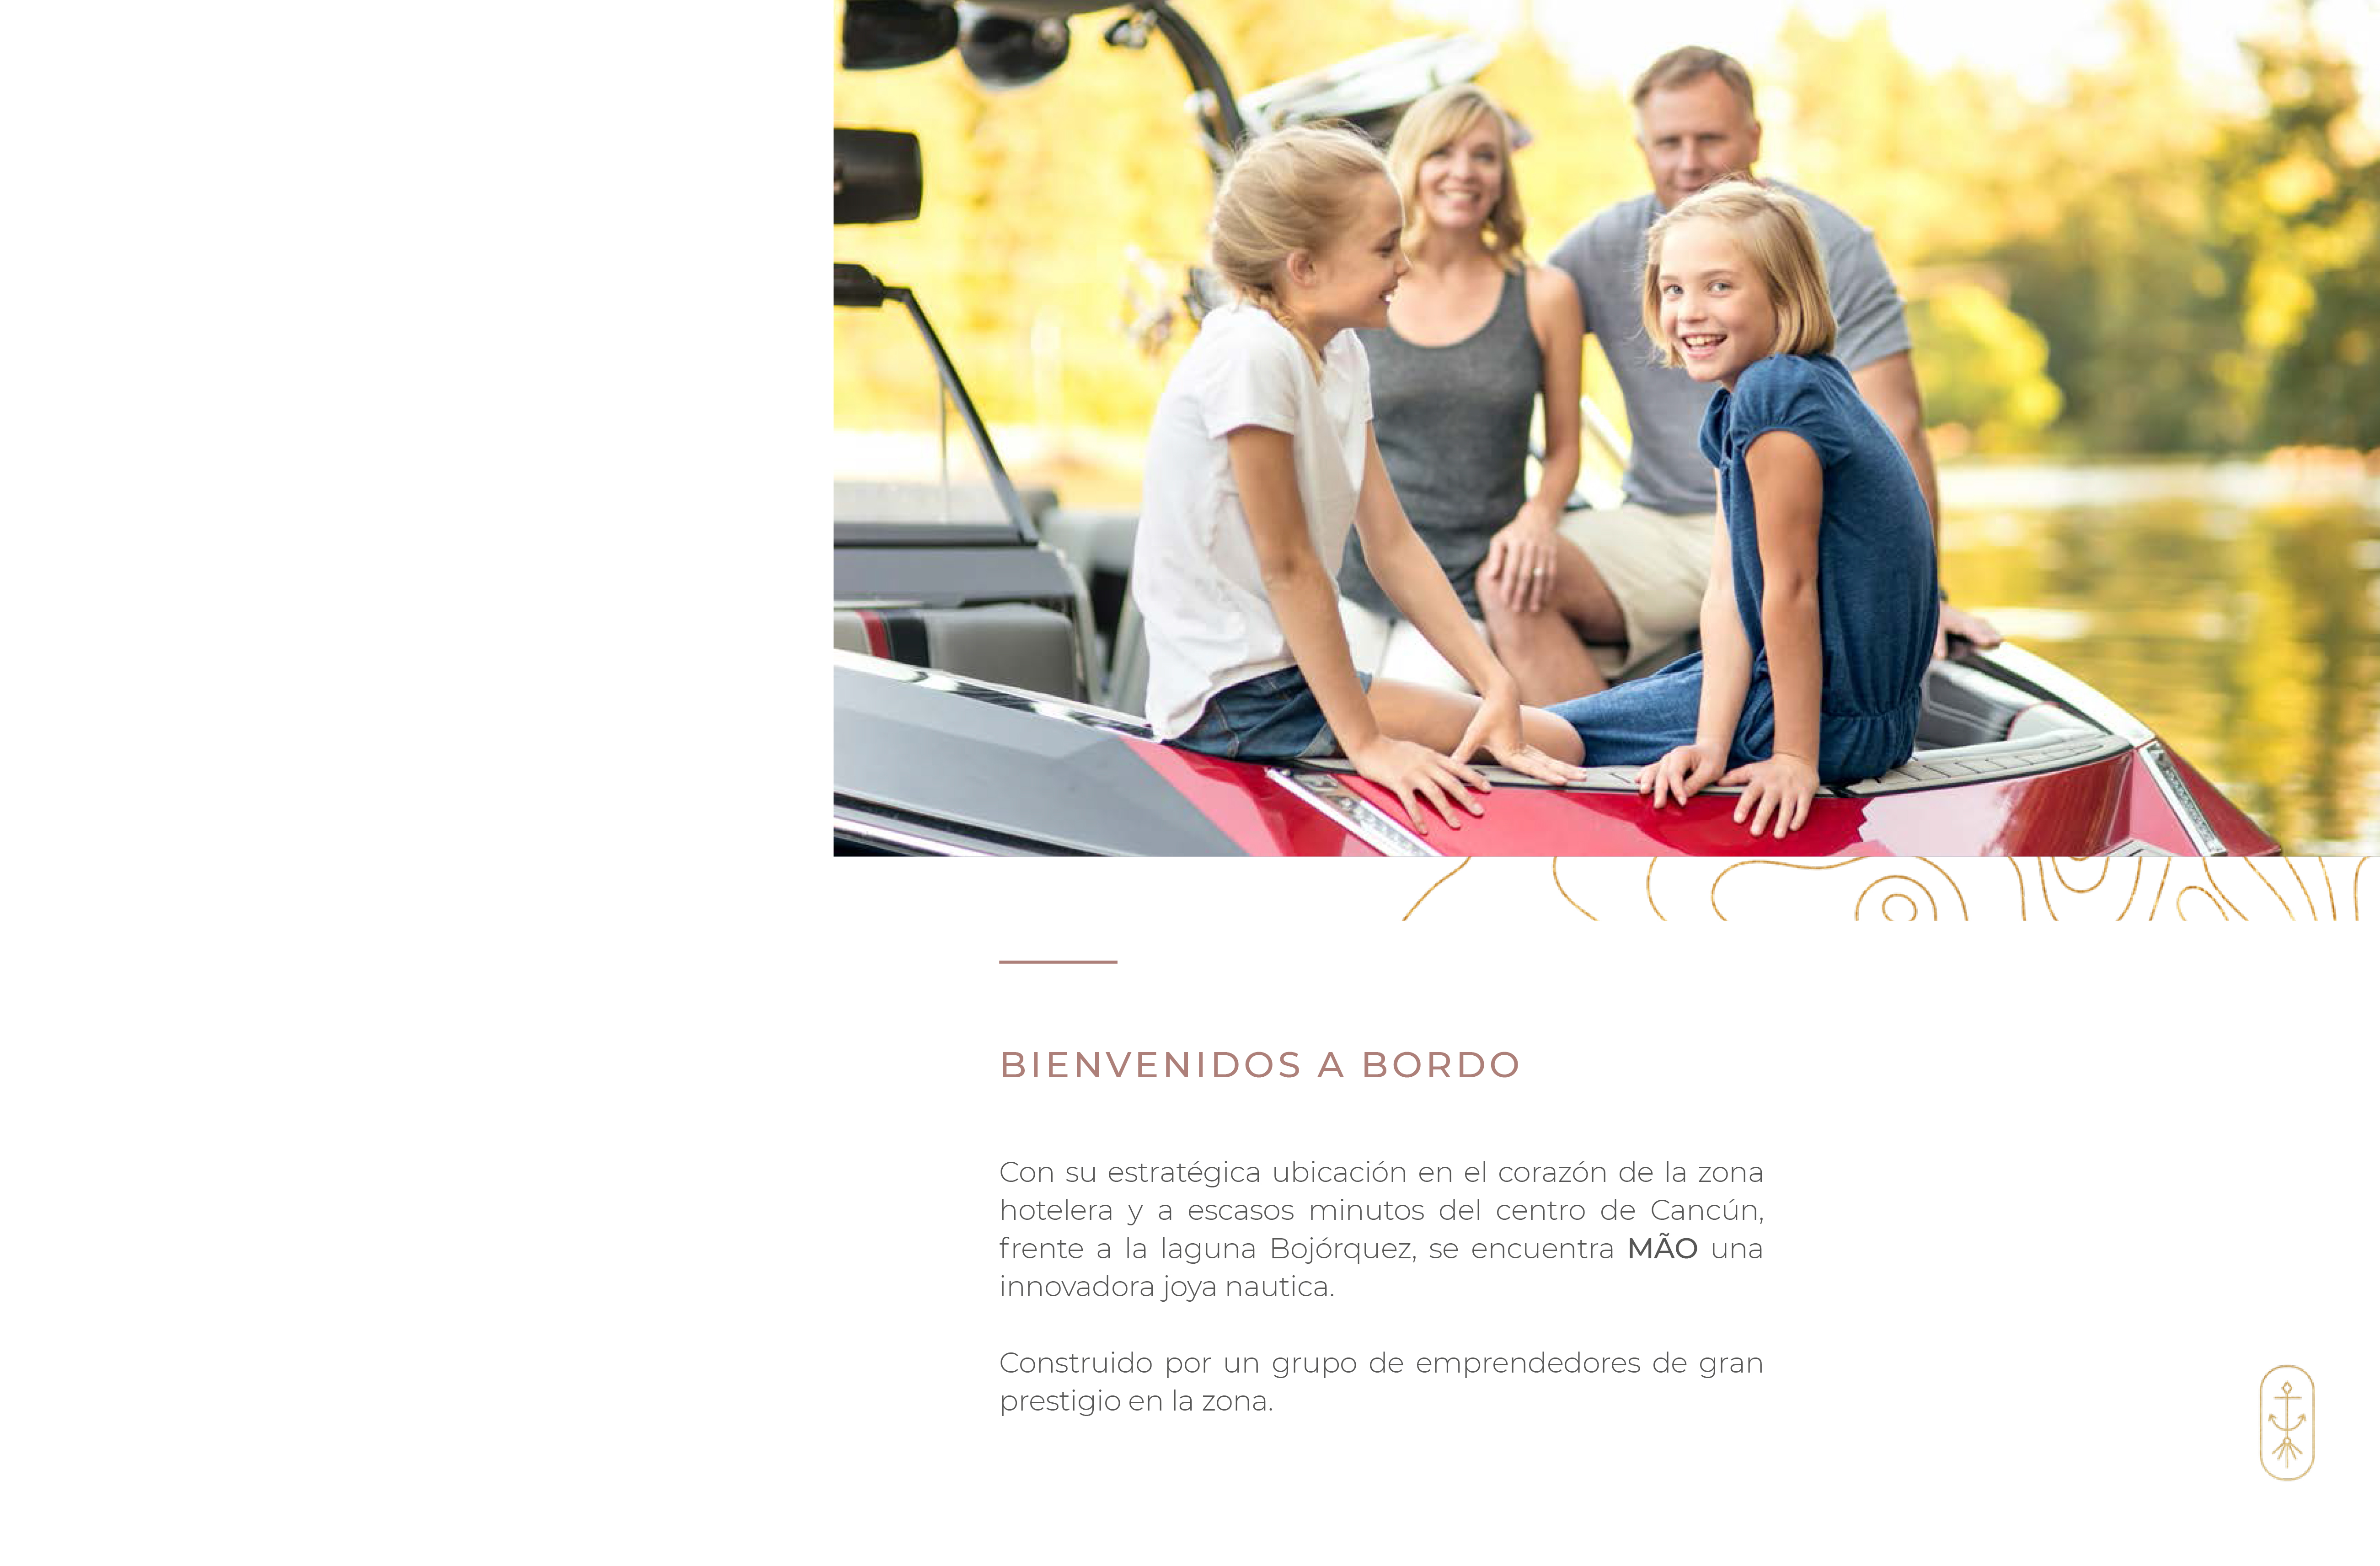 BIENVENIDOS A BORDO
Con su estratégica ubicación en el corazón de la zona
hotelera y a escasos minutos del centro de Cancún,
frente a la laguna Bojórquez, se encuentra MÃO una
innovadora joya nautica.
Construido por un grupo de emprendedores de gran
prestigio en la zona.